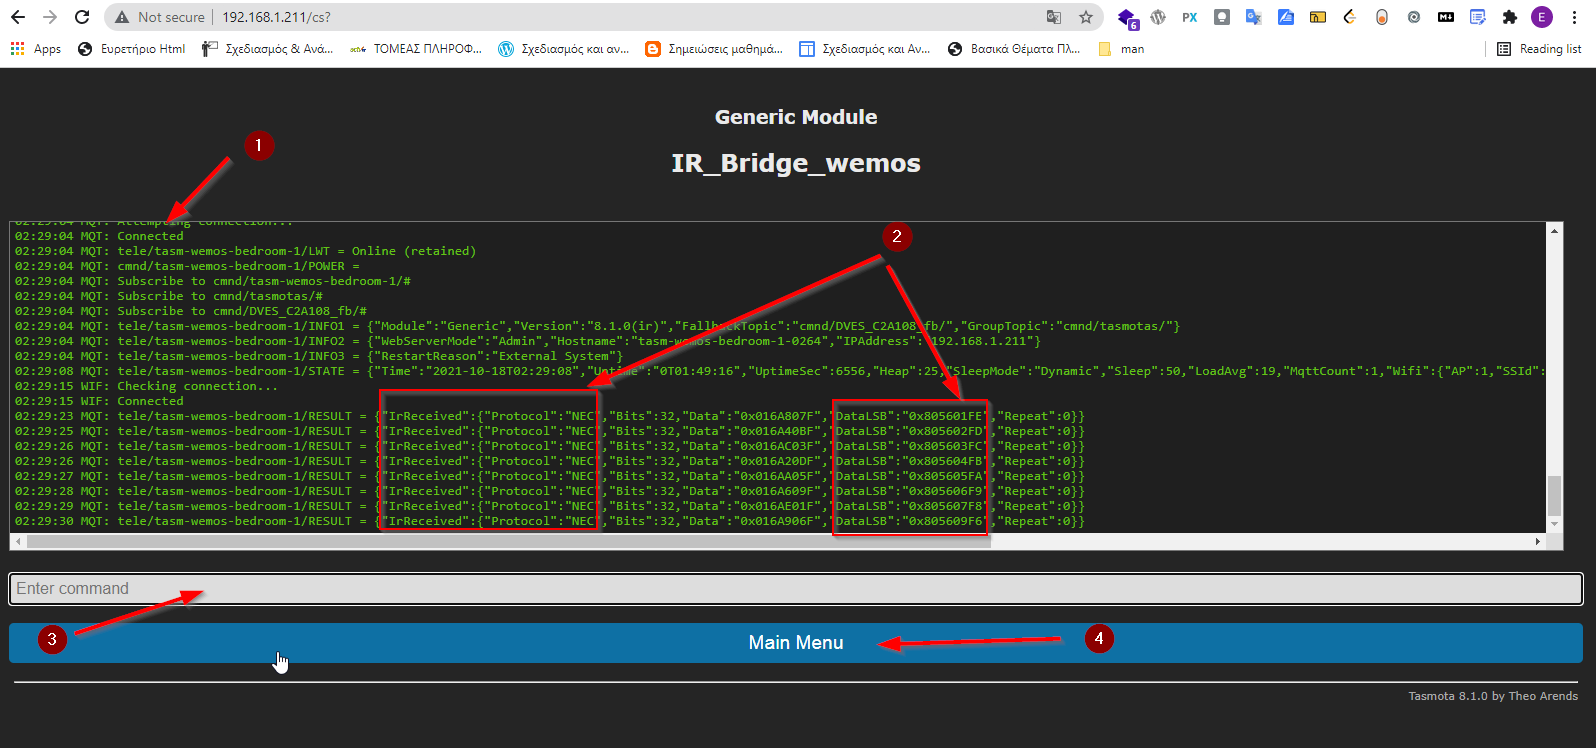 Not secure | 192.168.1.211/cs?
6
PX
E
Apps
Ευρετήριο Html
Σχεδιασμός & Ανά...
ΤΟΜΕΑΣ ΠΛΗΡΟΦ...
Σχεδιασμός και αν...
Σημειώσεις μαθημά...
Σχεδιασμός και Αν...
Βασικά Θέματα Πλ...
man
Reading list
Generic Module
1
IR_Bridge_wemos
02:29:04 MQT: Attempting connection...
2
02:29:04 MQT: Connected
02:29:04 MQT: tele/tasm-wemos-bedroom-1/LWT = Online (retained)
02:29:04 MQT: cmnd/tasm-wemos-bedroom-1/POWER =
02:29:04 MQT: Subscribe to cmnd/tasm-wemos-bedroom-1/#
02:29:04 MQT: Subscribe to cmnd/tasmotas/#
02:29:04 MQT: Subscribe to cmnd/DVES_C2A108_fb/#
02:29:04 MQT: tele/tasm-wemos-bedroom-1/INFO1 = {"Module":"Generic","Version":"8.1.0(ir)","FallbackTopic":"cmnd/DVES_C2A108_fb/","GroupTopic":"cmnd/tasmotas/"}
02:29:04 MQT: tele/tasm-wemos-bedroom-1/INFO2 = {"WebServerMode":"Admin","Hostname":"tasm-wemos-bedroom-1-0264","IPAddress":"192.168.1.211"}
02:29:04 MQT: tele/tasm-wemos-bedroom-1/INFO3 = {"RestartReason":"External System"}
02:29:08 MQT: tele/tasm-wemos-bedroom-1/STATE = {"Time":"2021-10-18T02:29:08","Uptime":"0T01:49:16","UptimeSec":6556,"Heap":25,"SleepMode":"Dynamic","Sleep":50,"LoadAvg":19,"MqttCount":1,"Wifi":{"AP":1,"SSId":
02:29:15 WIF: Checking connection...
02:29:15 WIF: Connected
02:29:23 MQT: tele/tasm-wemos-bedroom-1/RESULT = {"IrReceived":{"Protocol":"NEC","Bits":32,"Data":"0x016A807F","DataLSB":"0x805601FE","Repeat":0}}
02:29:25 MQT: tele/tasm-wemos-bedroom-1/RESULT = {"IrReceived":{"Protocol":"NEC","Bits":32,"Data":"0x016A40BF","DataLSB":"0x805602FD","Repeat":0}}
02:29:26 MQT: tele/tasm-wemos-bedroom-1/RESULT = {"IrReceived":{"Protocol":"NEC","Bits":32,"Data":"0x016AC03F","DataLSB":"0x805603FC","Repeat":0}}
02:29:26 MQT: tele/tasm-wemos-bedroom-1/RESULT = {"IrReceived":{"Protocol":"NEC","Bits":32,"Data":"0x016A20DF","DataLSB":"0x805604FB","Repeat":0}}
02:29:27 MQT: tele/tasm-wemos-bedroom-1/RESULT = {"IrReceived":{"Protocol":"NEC","Bits":32,"Data":"0x016AA05F","DataLSB":"0x805605FA","Repeat":0}}
02:29:28 MQT: tele/tasm-wemos-bedroom-1/RESULT = {"IrReceived":{"Protocol":"NEC","Bits":32,"Data":"0x016A609F","DataLSB":"0x805606F9","Repeat":0}}
02:29:29 MQT: tele/tasm-wemos-bedroom-1/RESULT = {"IrReceived":{"Protocol":"NEC","Bits":32,"Data":"0x016AE01F","DataLSB":"0x805607F8","Repeat":0}}
02:29:30 MQT: tele/tasm-wemos-bedroom-1/RESULT = {"IrReceived":{"Protocol":"NEC","Bits":32,"Data":"0x016A906F","DataLSB":"0x805609F6","Repeat":0}}
Enter command
3
Main Menu
4
Tasmota 8.1.0 by Theo Arends